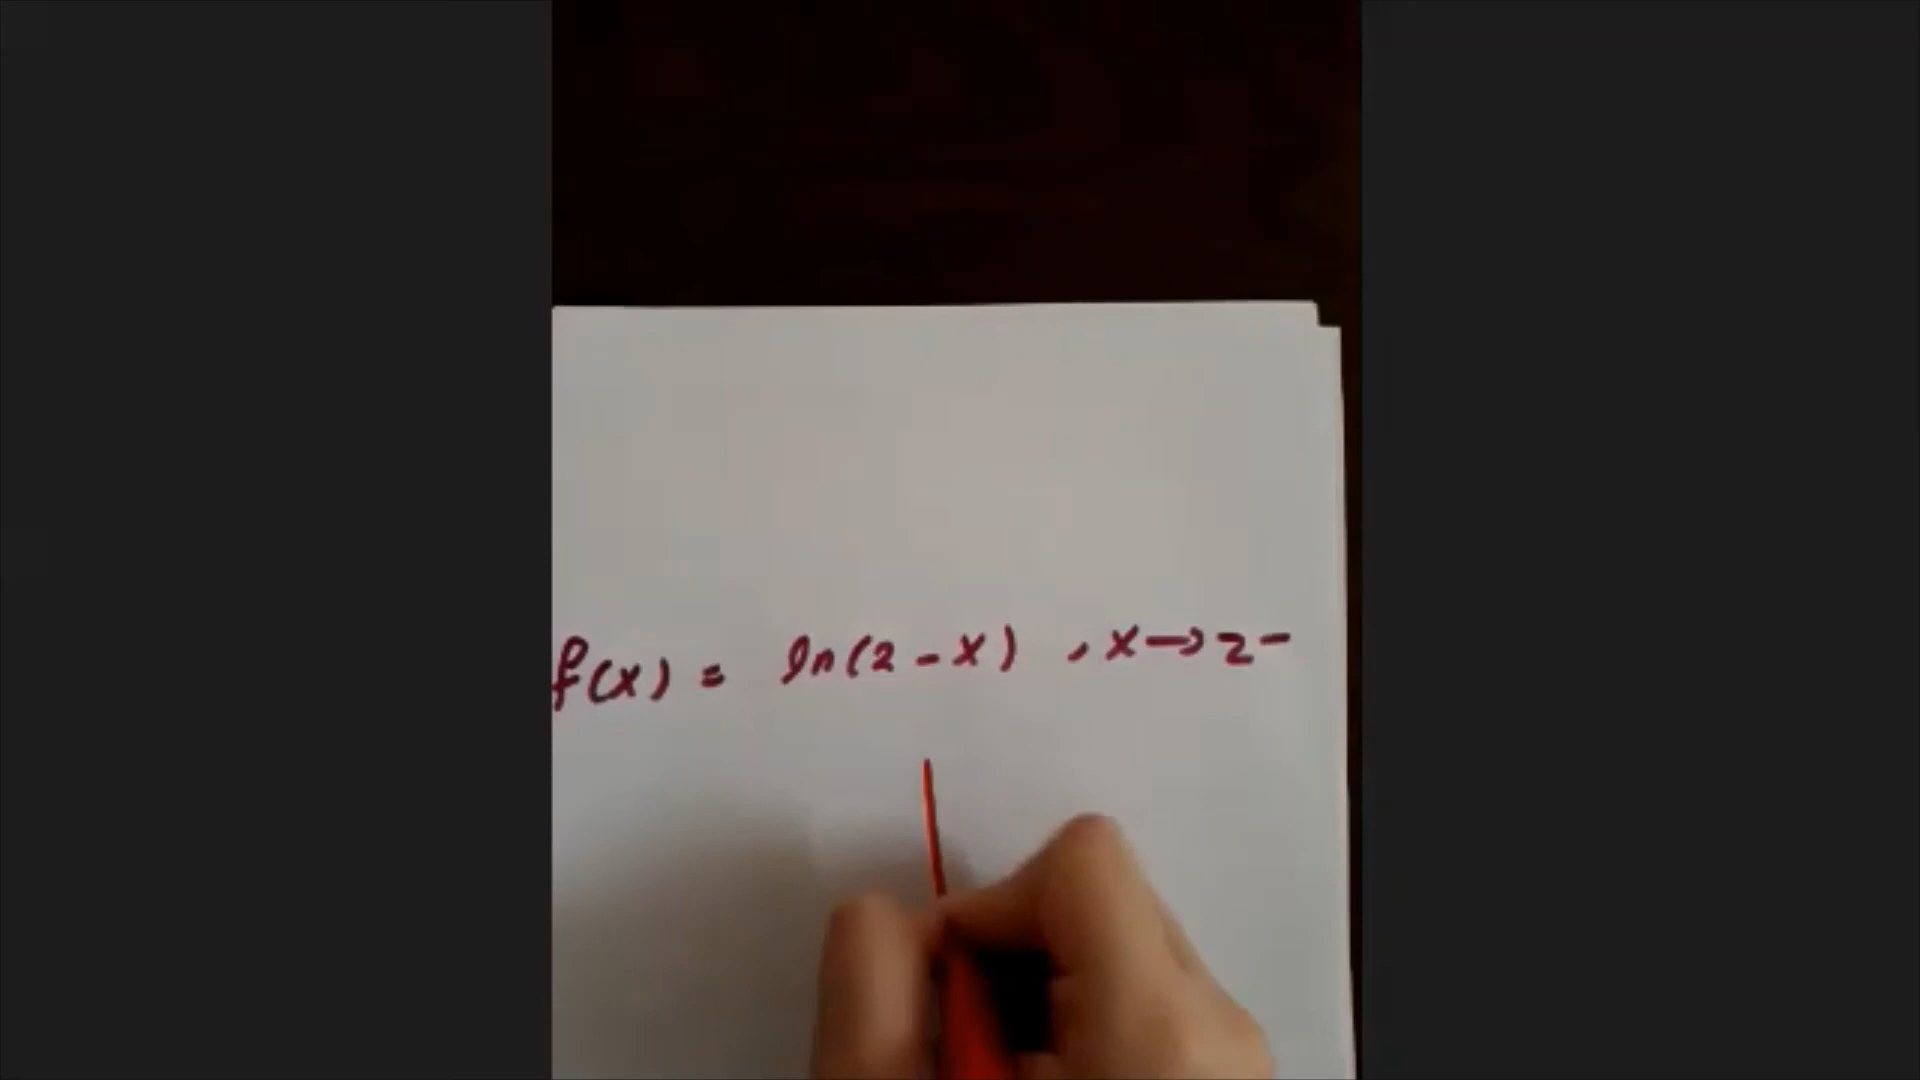 f(x) = ln(2-x) , x→2-